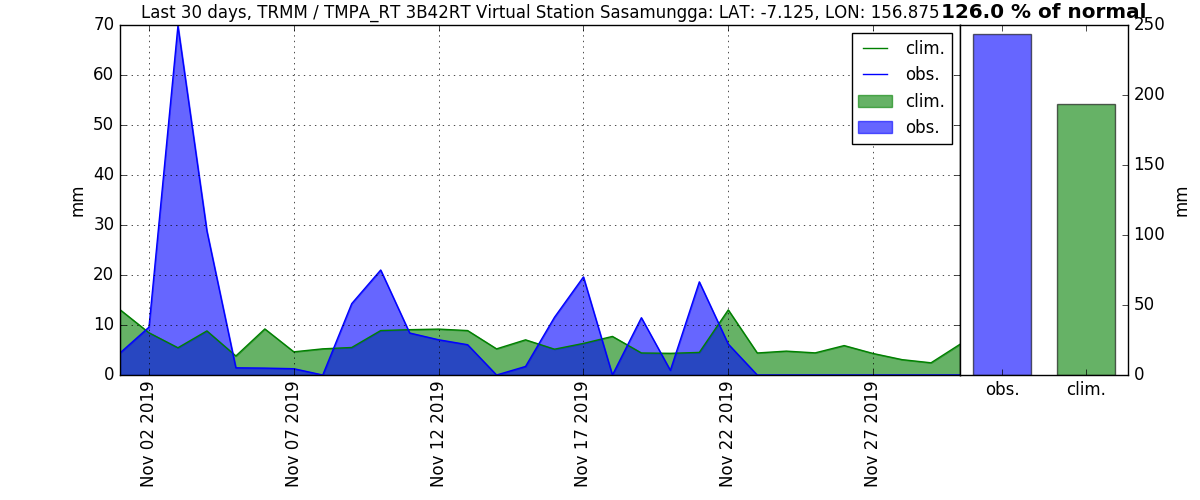 Last 30 days, TRMM / TMPA_RT 3B42RT Virtual Station Sasamungga: LAT: -7.125, LON: 156.875
126.0 % of normal
70
60
50
40
30
20
10
0
mm
clim.
obs.
clim.
obs.
250
200
150
100
50
0
mm
Nov 02 2019
Nov 07 2019
Nov 12 2019
Nov 17 2019
Nov 22 2019
Nov 27 2019
obs.
clim.